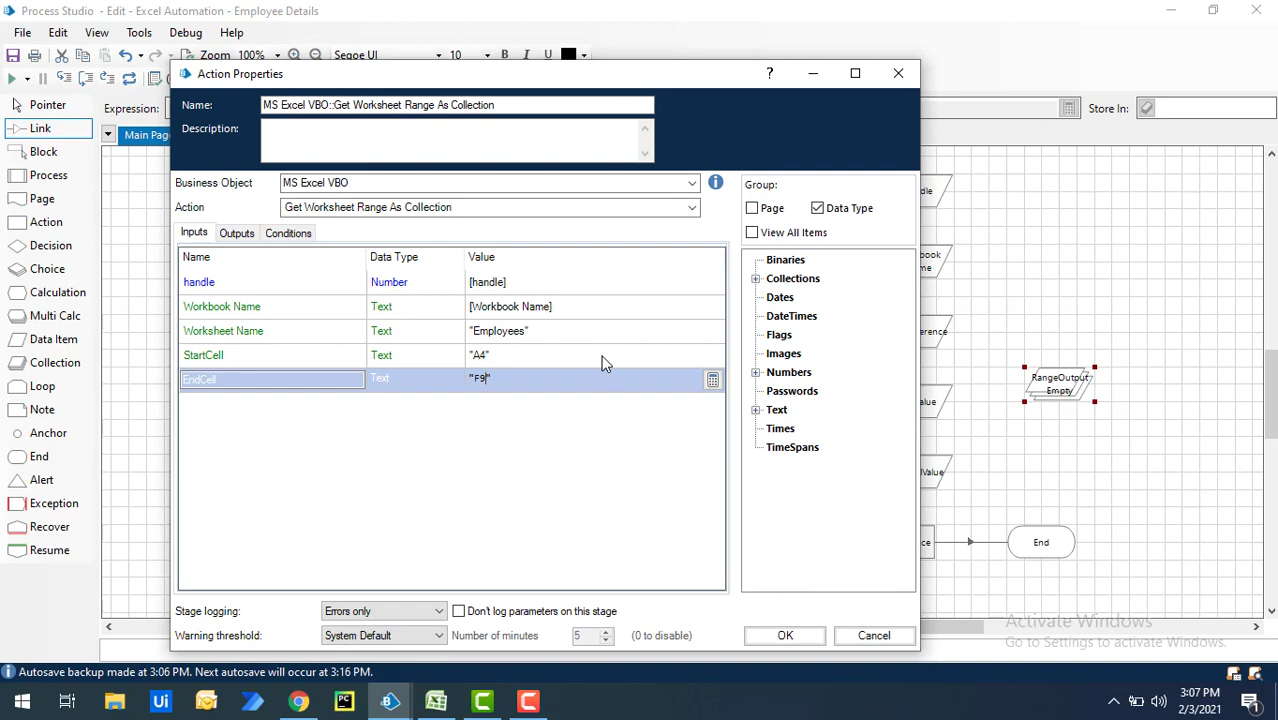 Process Studio - Edit - Excel Automation - Employee Details
File Edit View Tools Debug Help
Zoom 100% Segoe UI 10 B I U
Action Properties ?
Expression: Store In:
Name: MS Excel VBO::Get Worksheet Range As Collection
Description:
Main Pag
Pointer
Link
Block
Process
Page
Action
Decision
Choice
Calculation
Multi Calc
Data Item
Collection
Loop
Note
Anchor
End
Alert
Exception
Recover
Resume
Business Object MS Excel VBO
Action Get Worksheet Range As Collection
Inputs Outputs Conditions
Name Data Type Value
handle Number [handle]
Workbook Name Text [Workbook Name]
Worksheet Name Text "Employees"
StartCell Text "A4"
EndCell Text "F9"
Group:
Page Data Type
View All Items
Binaries
Collections
Dates
DateTimes
Flags
Images
Numbers
Passwords
Text
Times
TimeSpans
RangeOutput
Empty
End
Stage logging: Errors only Don't log parameters on this stage
Warning threshold: System Default Number of minutes 5 (0 to disable) OK Cancel
Activate Windows
Go to Settings to activate Windows.
Autosave backup made at 3:06 PM. Next autosave will occur at 3:16 PM.
Ui PC
3:07 PM
2/3/2021
1